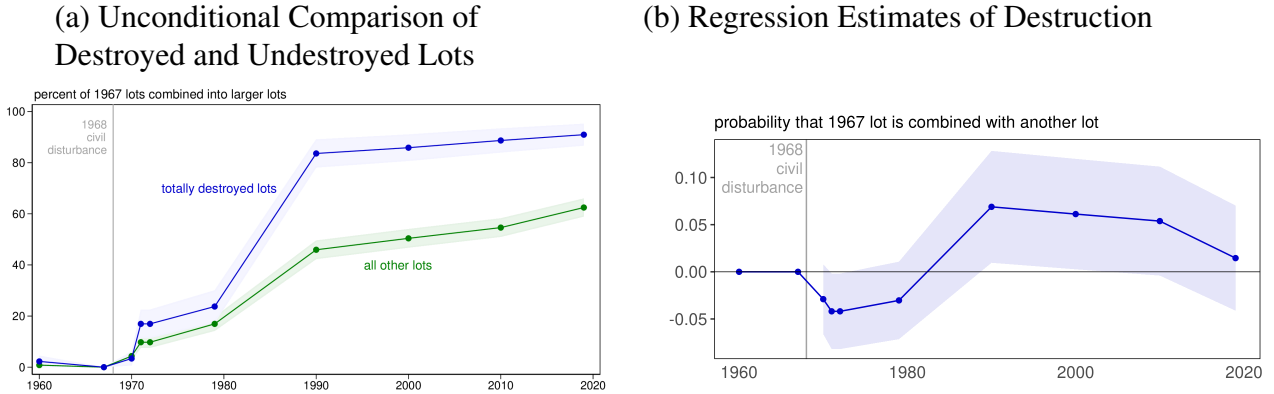 (a) Unconditional Comparison of
Destroyed and Undestroyed Lots
percent of 1967 lots combined into larger lots
100
80
60
40
20
0
1968
civil
disturbance
totally destroyed lots
all other lots
1960
1970
1980
1990
2000
2010
2020
(b) Regression Estimates of Destruction
probability that 1967 lot is combined with another lot
1968
civil
disturbance
0.10
0.05
0.00
-0.05
1960
1980
2000
2020